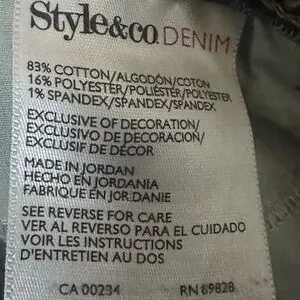 Style&co. DENIM
83% COTTON/ALGODÓN/COTON
16% POLYESTER/POLIÉSTER/POLYESTER
1% SPANDEX/SPANDEX/SPANDEX
EXCLUSIVE OF DECORATION/
EXCLUSIVO DE DECORACIÓN/
EXCLUSIF DE DÉCOR
MADE IN JORDAN
HECHO EN JORDANIA
FABRIQUE EN JORDANIE
SEE REVERSE FOR CARE
VER AL REVERSO PARA EL CUIDADO
VOIR LES INSTRUCTIONS
D'ENTRETIEN AU DOS
CA 00234 RN 89828